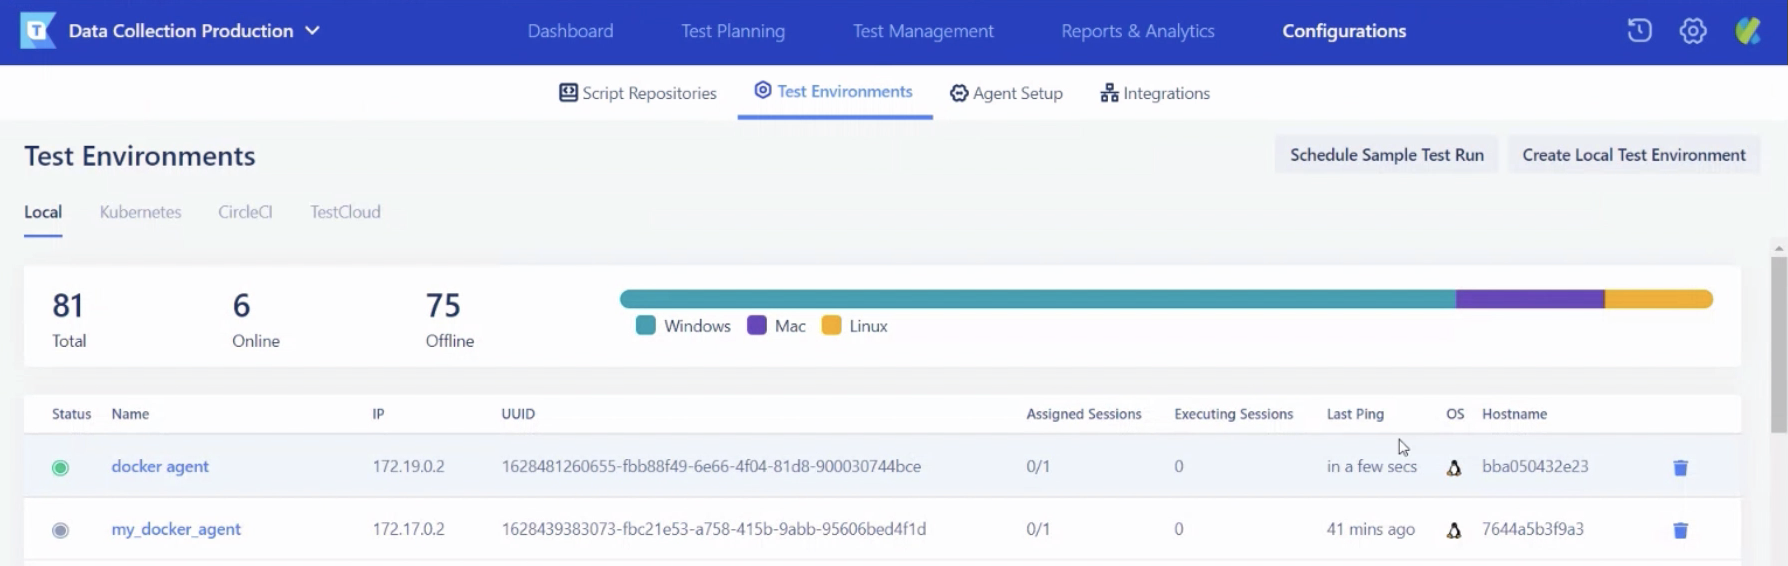 T Data Collection Production Dashboard Test Planning Test Management Reports & Analytics Configurations
Script Repositories Test Environments Agent Setup Integrations
Test Environments Schedule Sample Test Run Create Local Test Environment
Local Kubernetes CircleCI TestCloud
81 6 75
Total Online Offline
Windows Mac Linux
Status Name IP UUID Assigned Sessions Executing Sessions Last Ping OS Hostname
docker agent 172.19.0.2 1628481260655-fbb88f49-6e66-4f04-81d8-900030744bce 0/1 0 in a few secs bba050432e23
my_docker_agent 172.17.0.2 1628439383073-fbc21e53-a758-415b-9abb-95606bed4f1d 0/1 0 41 mins ago 7644a5b3f9a3